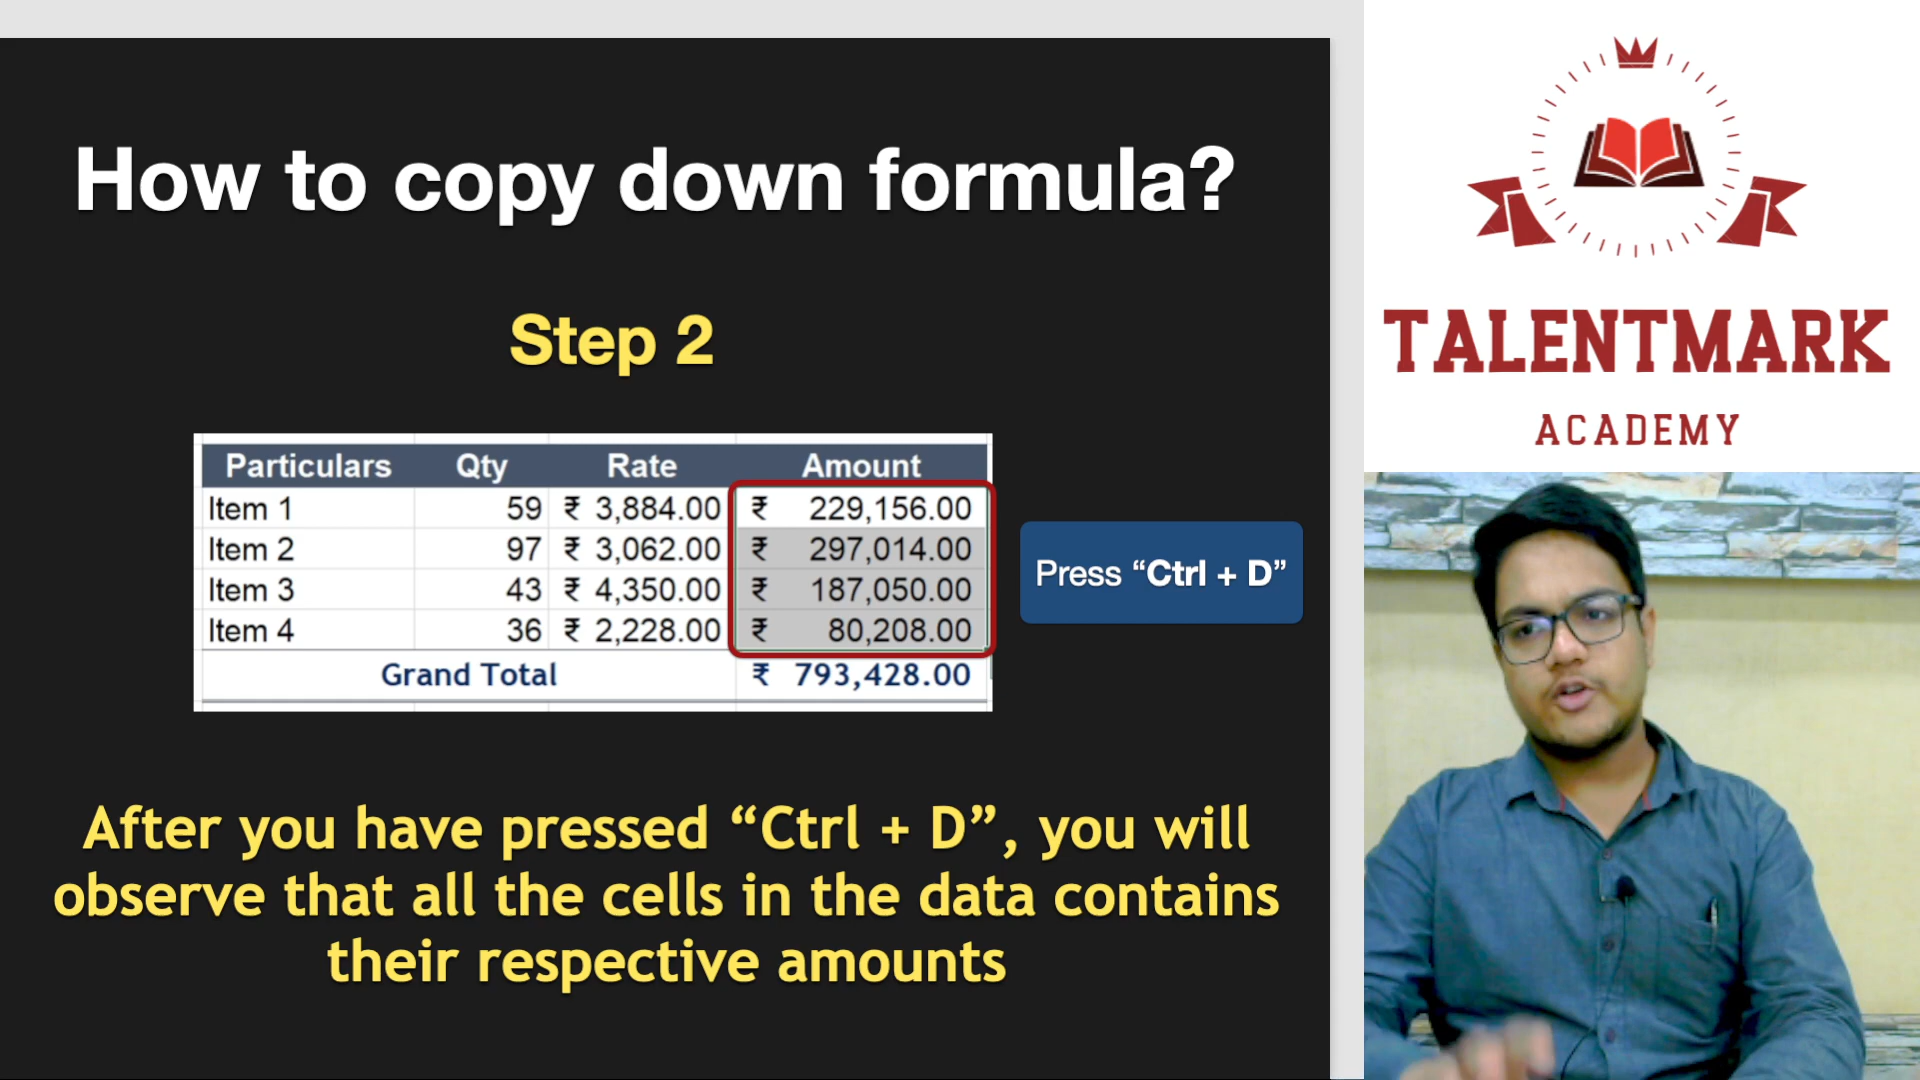 How to copy down formula?
Step 2
Particulars Qty Rate Amount
Item 1 59 ₹ 3,884.00 ₹ 229,156.00
Item 2 97 ₹ 3,062.00 ₹ 297,014.00
Item 3 43 ₹ 4,350.00 ₹ 187,050.00
Item 4 36 ₹ 2,228.00 ₹ 80,208.00
Grand Total ₹ 793,428.00
Press “Ctrl + D”
After you have pressed “Ctrl + D”, you will
observe that all the cells in the data contains
their respective amounts
TALENTMARK
ACADEMY